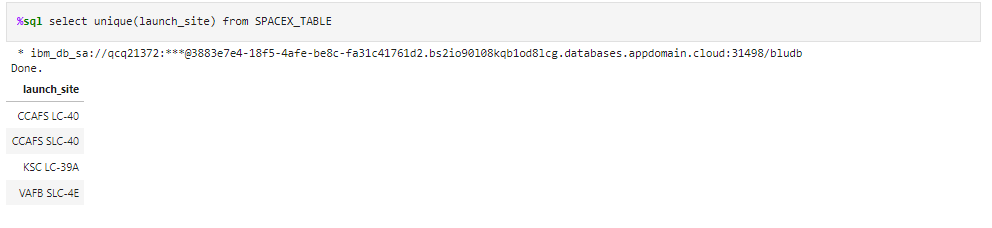 %sql select unique(launch_site) from SPACEX_TABLE
* ibm_db_sa://qcq21372:***@3883e7e4-18f5-4afe-be8c-fa31c41761d2.bs2io90l08kqb1od8lcg.databases.appdomain.cloud:31498/bludb
Done.
launch_site
CCAFS LC-40
CCAFS SLC-40
KSC LC-39A
VAFB SLC-4E